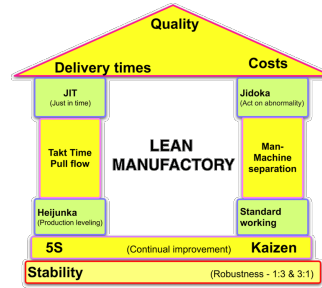 Quality
Delivery times Costs
JIT
(Just in time)
Jidoka
(Act on abnormality)
Takt Time
Pull flow
LEAN
MANUFACTORY
Man-
Machine
separation
Heijunka
(Production leveling)
Standard
working
5S (Continual improvement) Kaizen
Stability (Robustness - 1:3 & 3:1)